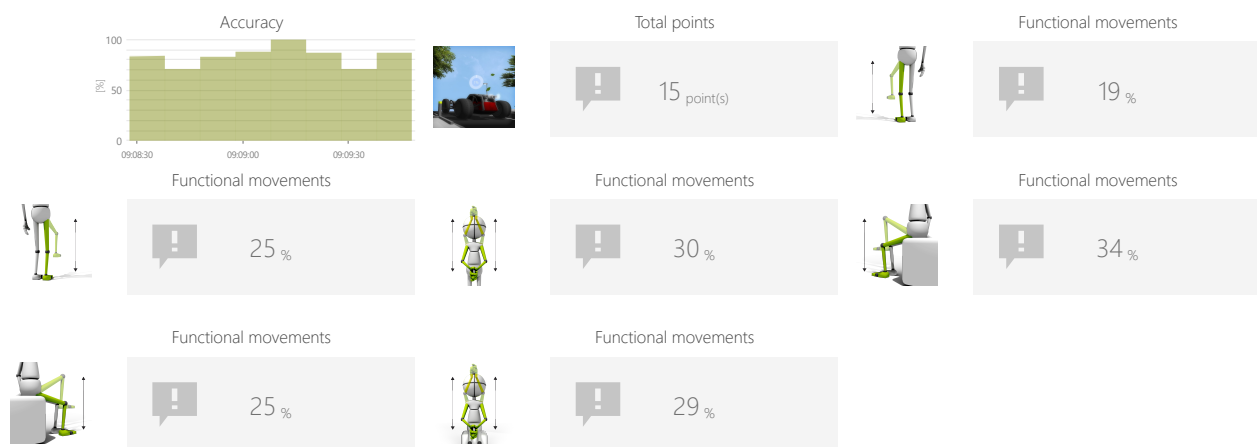 Accuracy
100
[%]
50
0
09:08:30 09:09:00 09:09:30
Total points
15 point(s)
Functional movements
19 %
Functional movements
25 %
Functional movements
30 %
Functional movements
34 %
Functional movements
25 %
Functional movements
29 %